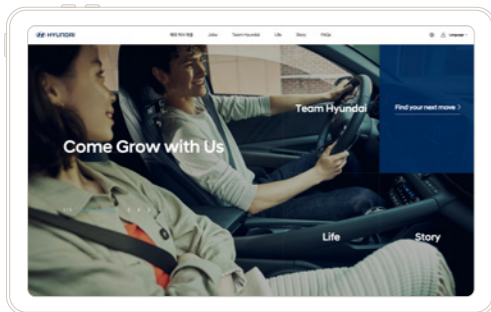 HYUNDAI
Jobs Team Hyundai Life Story FAQs
Language
Team Hyundai
Find your next move
Come Grow with Us
Life
Story